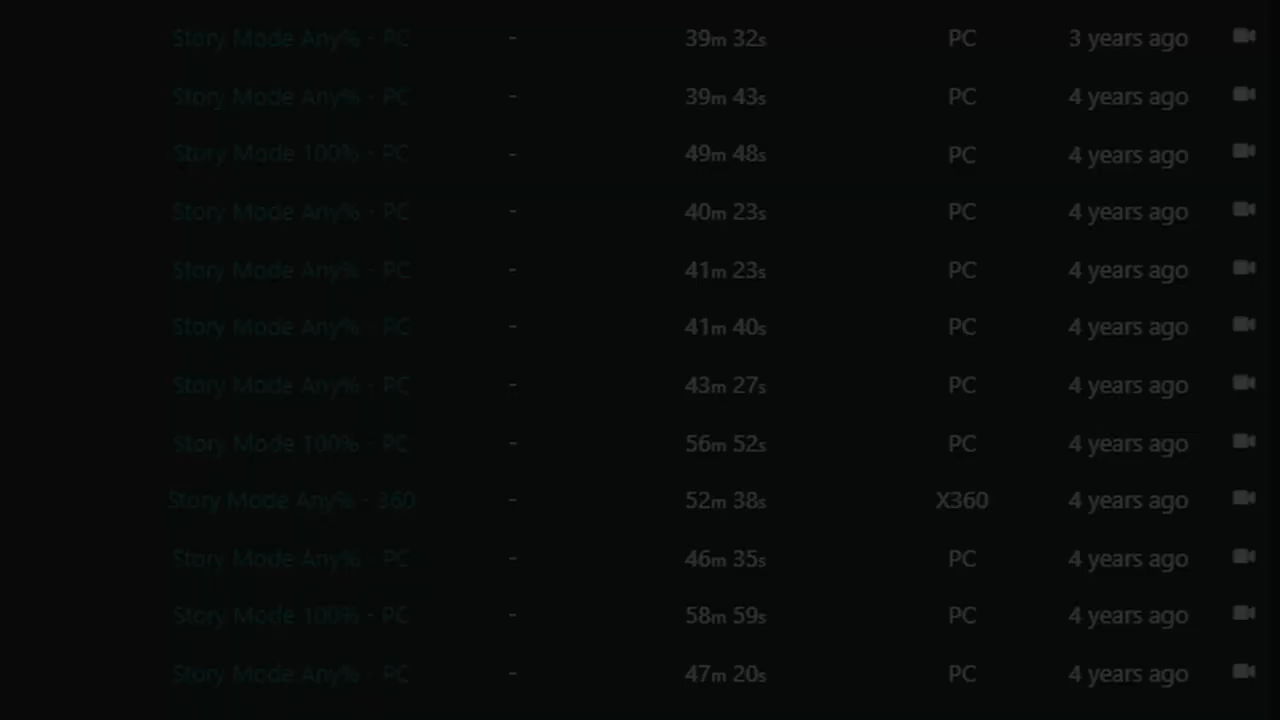 Story Mode Any% - PC - 39m 32s PC 3 years ago
Story Mode Any% - PC - 39m 43s PC 4 years ago
Story Mode 100% - PC - 49m 48s PC 4 years ago
Story Mode Any% - PC - 40m 23s PC 4 years ago
Story Mode Any% - PC - 41m 23s PC 4 years ago
Story Mode Any% - PC - 41m 40s PC 4 years ago
Story Mode Any% - PC - 43m 27s PC 4 years ago
Story Mode 100% - PC - 56m 52s PC 4 years ago
Story Mode Any% - 360 - 52m 38s X360 4 years ago
Story Mode Any% - PC - 46m 35s PC 4 years ago
Story Mode 100% - PC - 58m 59s PC 4 years ago
Story Mode Any% - PC - 47m 20s PC 4 years ago